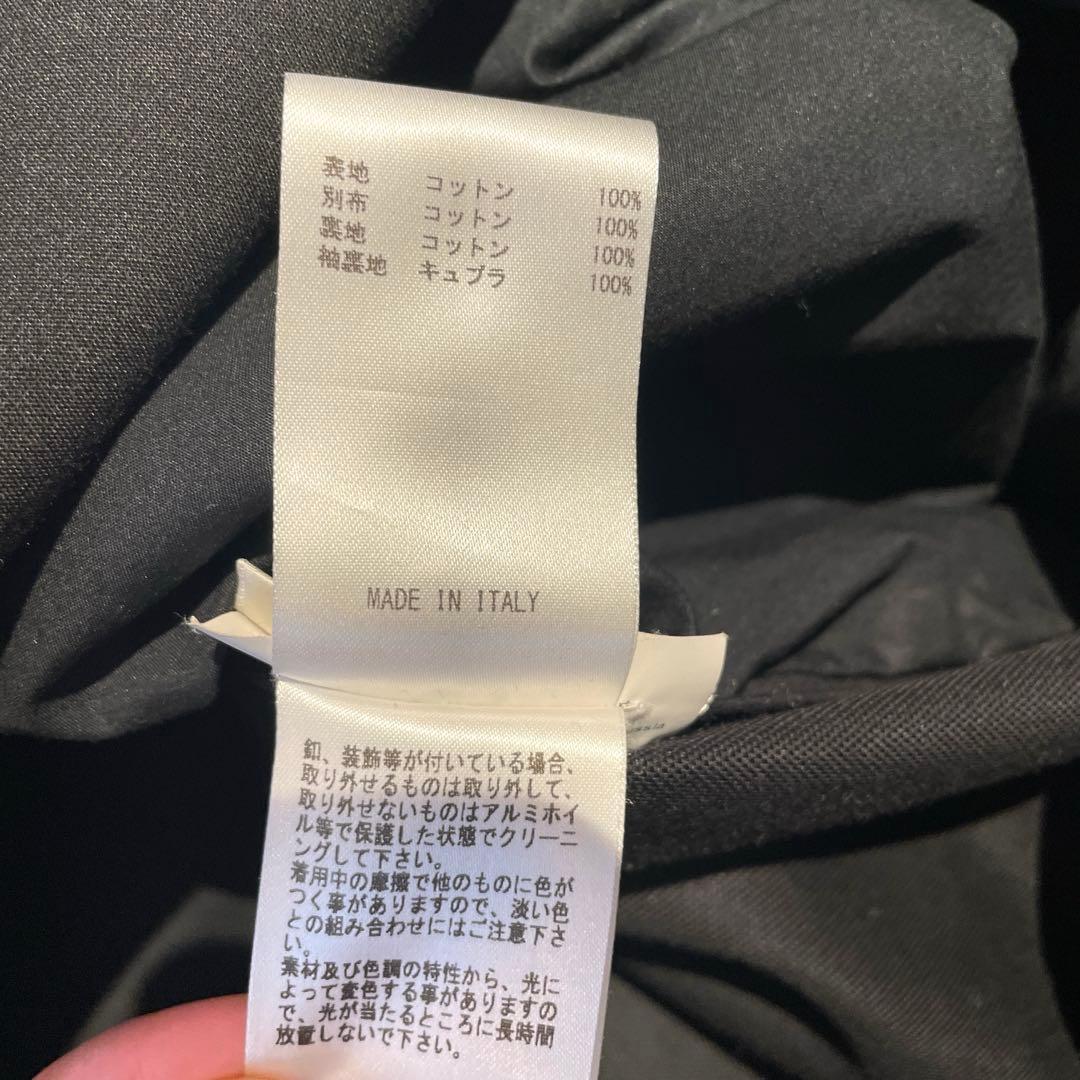 表地 コットン 100%
別布 コットン 100%
裏地 コットン 100%
袖裏地 キュプラ 100%
MADE IN ITALY
釦、装飾等が付いている場合、
取り外せるものは取り外して、
取り外せないものはアルミホイ
ル等で保護した状態でクリーニ
ングして下さい。
着用中の摩擦で他のものに色が
つく事がありますので、淡い色
との組み合わせにはご注意下さ
い。
素材及び色調の特性から、光に
よって変色する事がありますの
で、光が当たるところに長時間
放置しないで下さい。